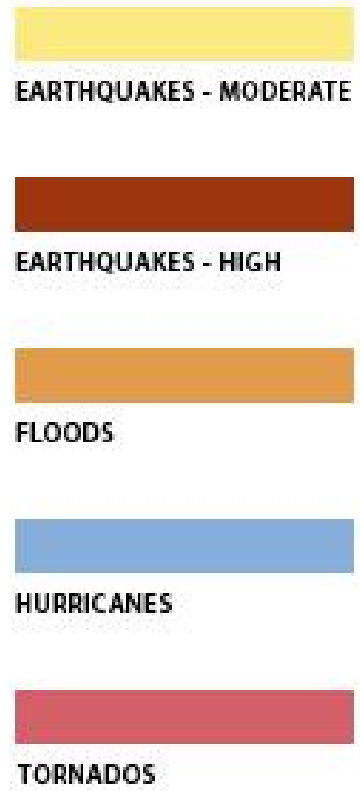 EARTHQUAKES - MODERATE
EARTHQUAKES - HIGH
FLOODS
HURRICANES
TORNADOS